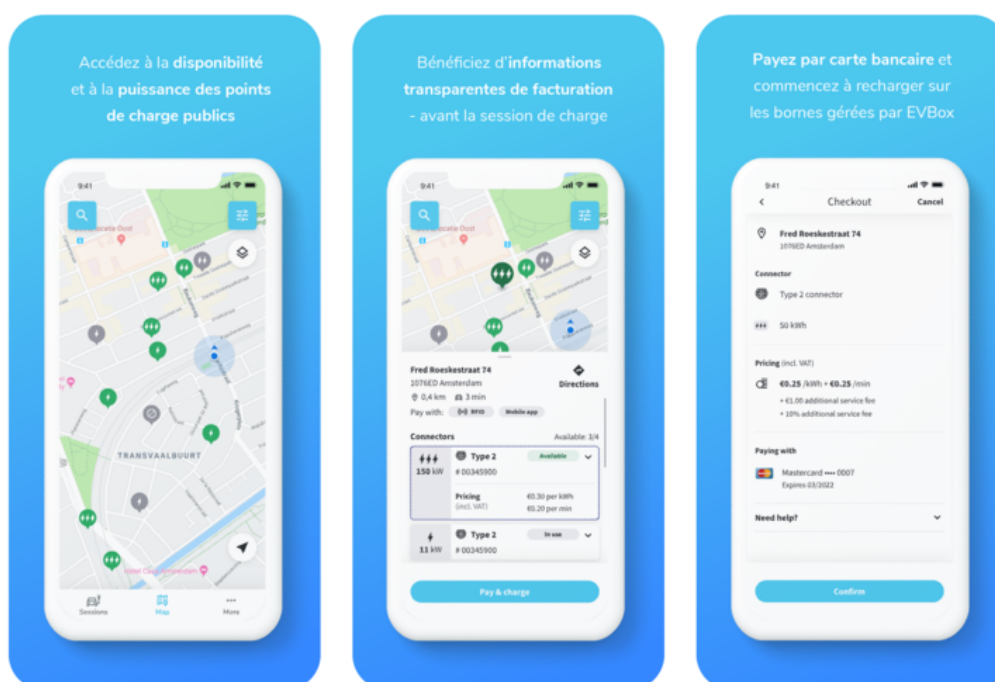 Accédez à la disponibilité
et à la puissance des points
de charge publics
9:41
TRANSVAALBUURT
Sessions
Map
More
Bénéficiez d'informations
transparentes de facturation
- avant la session de charge
9:41
Fred Roeskestraat 74
1076ED Amsterdam
0,4 km 3 min
Directions
Pay with: RFID Mobile app
Connectors Available: 3/4
150 kW
Type 2 Available
# 00345900
Pricing €0.30 per kWh
(incl. VAT) €0.20 per min
11 kW
Type 2 In use
# 00345900
Pay & charge
Payez par carte bancaire et
commencez à recharger sur
les bornes gérées par EVBox
9:41
Checkout Cancel
Fred Roeskestraat 74
1076ED Amsterdam
Connector
Type 2 connector
50 kWh
Pricing (incl. VAT)
€0.25 /kWh + €0.25 /min
+ €1.00 additional service fee
+ 10% additional service fee
Paying with
Mastercard •••• 0007
Expires 03/2022
Need help?
Confirm